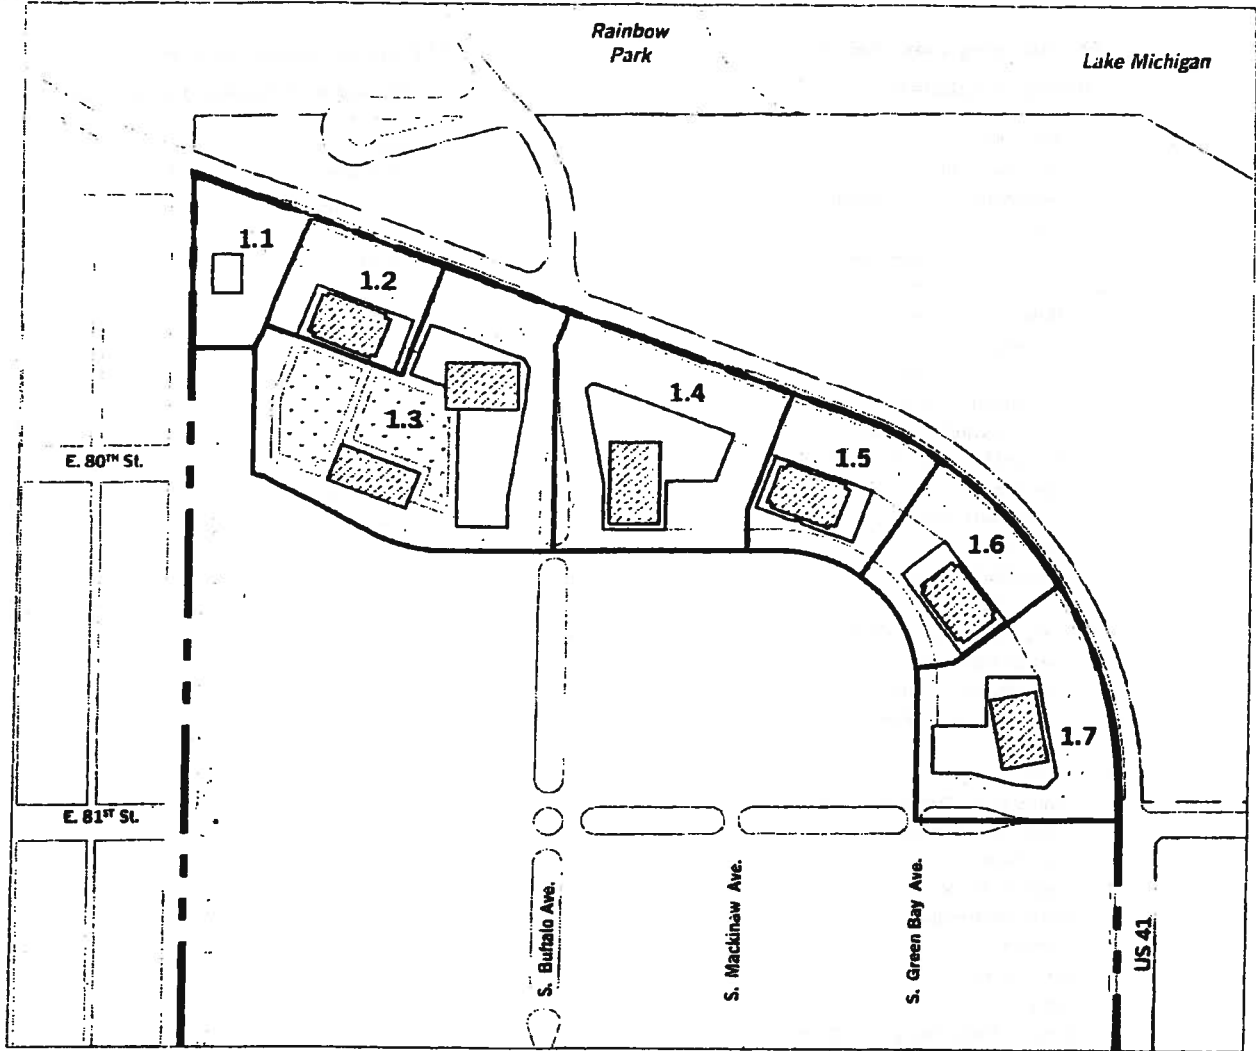 Rainbow
Park
Lake Michigan
1.1
1.2
1.3
1.4
1.5
1.6
1.7
E. 80TH St.
E. 81ST St.
S. Buffalo Ave.
S. Mackinaw Ave.
S. Green Bay Ave.
US 41